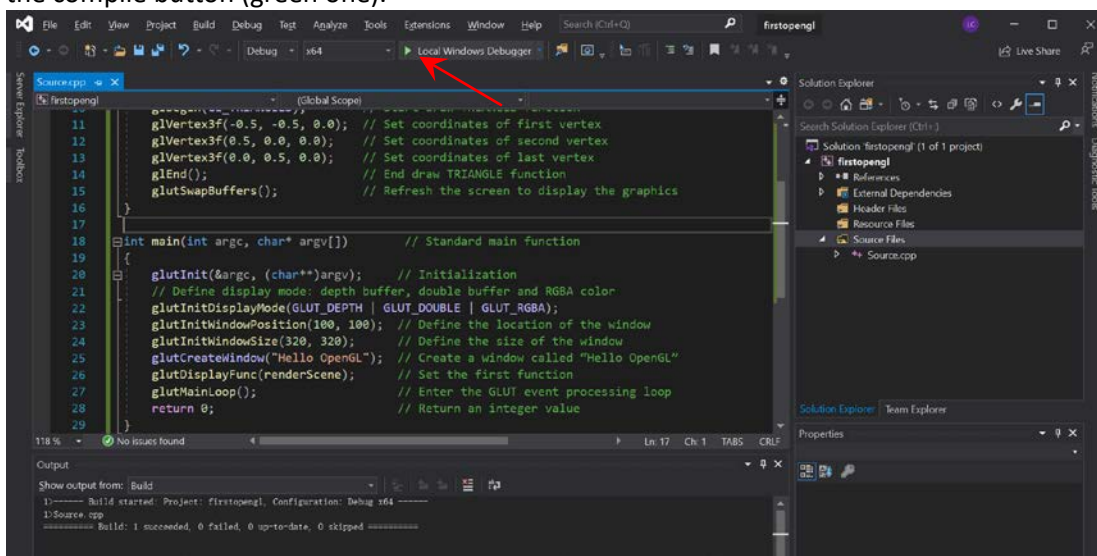 the compile button (green one).
File Edit View Project Build Debug Test Analyze Tools Extensions Window Help Search (Ctrl+Q) firstopengl IC
Debug x64 Local Windows Debugger Live Share
Server Explorer
Toolbox
Source.cpp
firstopengl (Global Scope)
11 glVertex3f(-0.5, -0.5, 0.0); // Set coordinates of first vertex
12 glVertex3f(0.5, 0.0, 0.0); // Set coordinates of second vertex
13 glVertex3f(0.0, 0.5, 0.0); // Set coordinates of last vertex
14 glEnd(); // End draw TRIANGLE function
15 glutSwapBuffers(); // Refresh the screen to display the graphics
16 }
17
18 int main(int argc, char* argv[]) // Standard main function
19 {
20 glutInit(&argc, (char**)argv); // Initialization
21 // Define display mode: depth buffer, double buffer and RGBA color
22 glutInitDisplayMode(GLUT_DEPTH | GLUT_DOUBLE | GLUT_RGBA);
23 glutInitWindowPosition(100, 100); // Define the location of the window
24 glutInitWindowSize(320, 320); // Define the size of the window
25 glutCreateWindow("Hello OpenGL"); // Create a window called “Hello OpenGL”
26 glutDisplayFunc(renderScene); // Set the first function
27 glutMainLoop(); // Enter the GLUT event processing loop
28 return 0; // Return an integer value
29 }
118 % No issues found Ln: 17 Ch: 1 TABS CRLF
Output
Show output from: Build
1>------ Build started: Project: firstopengl, Configuration: Debug x64 ------
1>Source.cpp
========== Build: 1 succeeded, 0 failed, 0 up-to-date, 0 skipped ==========
Solution Explorer
Search Solution Explorer (Ctrl+;)
Solution 'firstopengl' (1 of 1 project)
firstopengl
References
External Dependencies
Header Files
Resource Files
Source Files
Source.cpp
Solution Explorer Team Explorer
Properties
Notifications
Diagnostic Tools